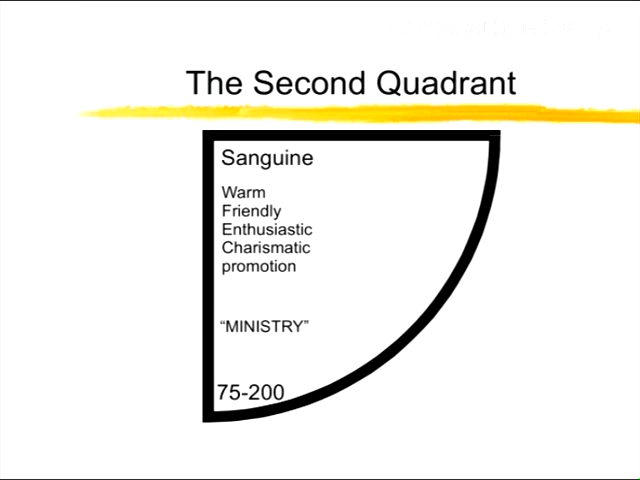 The Second Quadrant
Sanguine
Warm
Friendly
Enthusiastic
Charismatic
promotion
“MINISTRY”
75-200